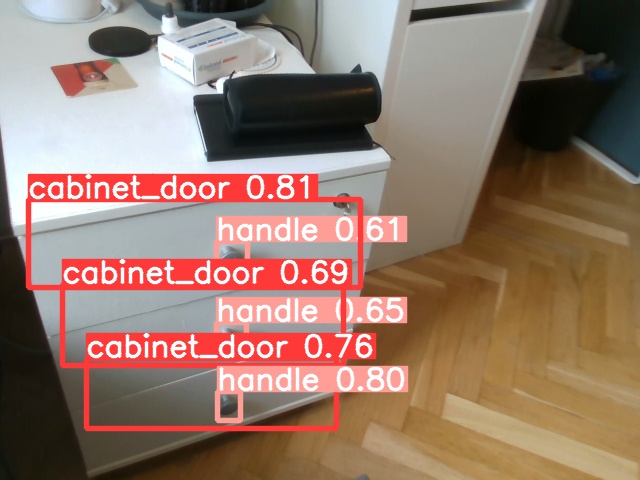 cabinet_door 0.81
handle 0.61
cabinet_door 0.69
handle 0.65
cabinet_door 0.76
handle 0.80